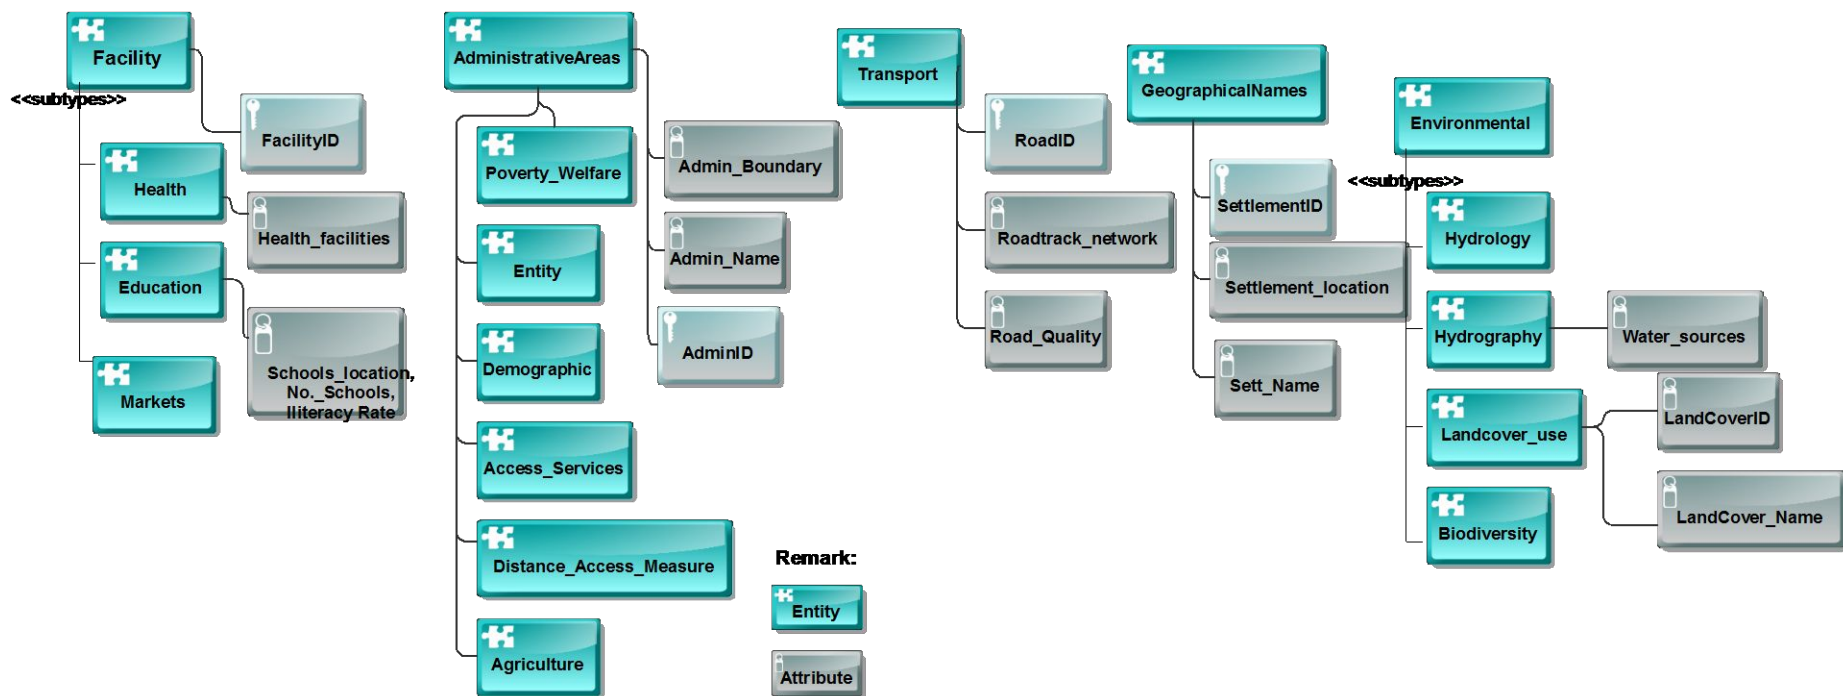 Facility
<<subtypes>>
FacilityID
Health
Health_facilities
Education
Schools_location,
No._Schools,
Iliteracy Rate
Markets
AdministrativeAreas
Poverty_Welfare
Admin_Boundary
Entity
Admin_Name
Demographic
AdminID
Access_Services
Distance_Access_Measure
Agriculture
Transport
RoadID
Roadtrack_network
Road_Quality
GeographicalNames
SettlementID
Settlement_location
Sett_Name
Environmental
<<subtypes>>
Hydrology
Hydrography
Water_sources
Landcover_use
LandCoverID
LandCover_Name
Biodiversity
Remark:
Entity
Attribute